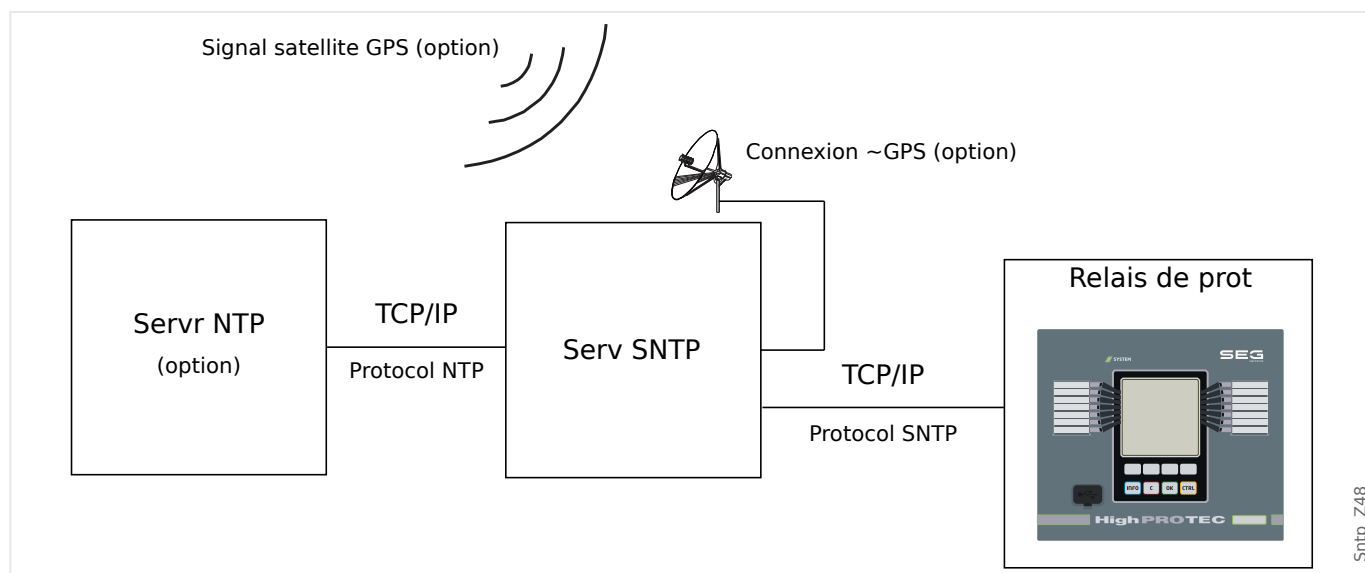 Signal satellite GPS (option)
Connexion ~GPS (option)
Servr NTP
(option)
TCP/IP
Protocol NTP
Serv SNTP
TCP/IP
Protocol SNTP
Relais de prot
SYSTEM
SEG
INFO
C
OK
CTRL
HighPROTEC
Sntp_Z48